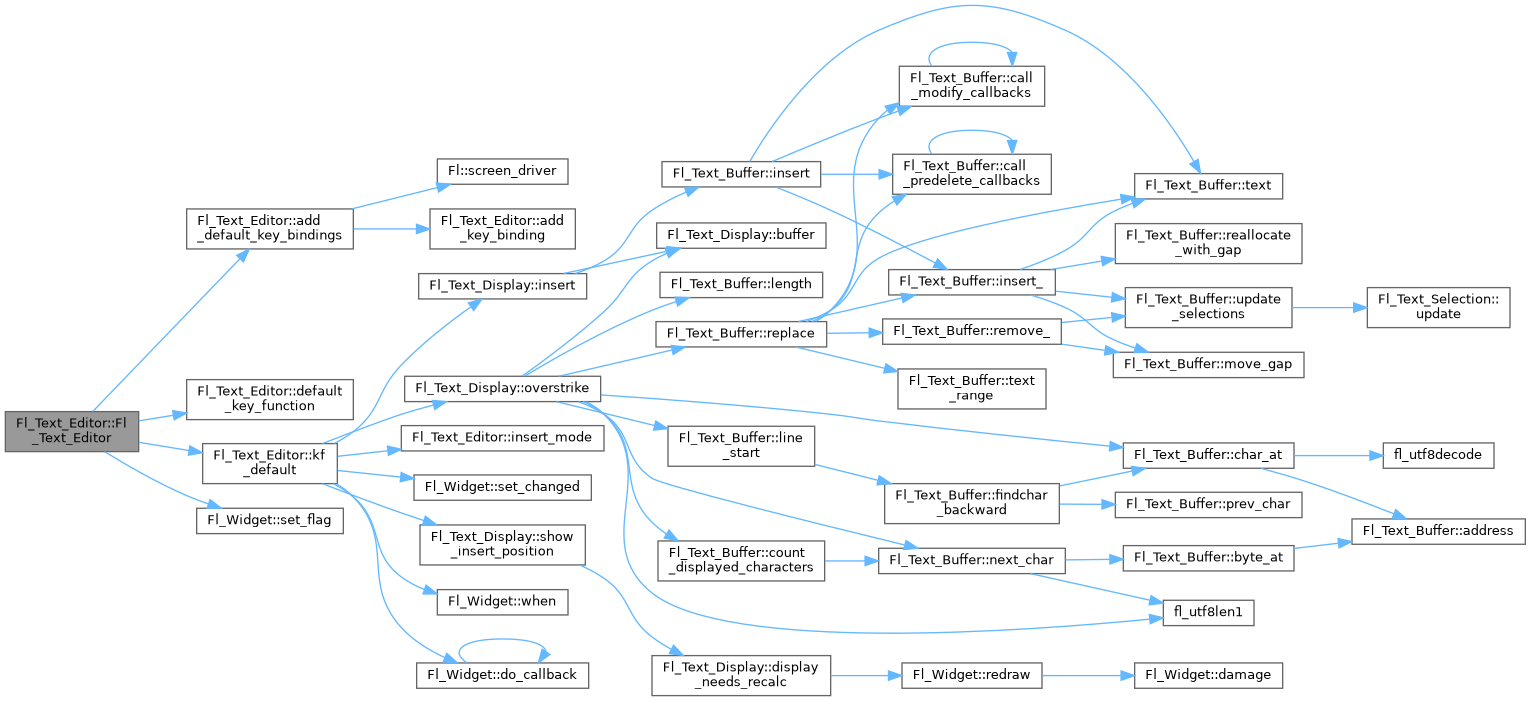 Fl_Text_Editor::Fl
_Text_Editor
Fl_Text_Editor::add
_default_key_bindings
Fl::screen_driver
Fl_Text_Editor::add
_key_binding
Fl_Text_Editor::default
_key_function
Fl_Text_Editor::kf
_default
Fl_Widget::set_flag
Fl_Text_Display::insert
Fl_Text_Display::overstrike
Fl_Text_Editor::insert_mode
Fl_Widget::set_changed
Fl_Text_Display::show
_insert_position
Fl_Widget::when
Fl_Widget::do_callback
Fl_Text_Buffer::insert
Fl_Text_Display::buffer
Fl_Text_Buffer::length
Fl_Text_Buffer::replace
Fl_Text_Buffer::line
_start
Fl_Text_Buffer::count
_displayed_characters
Fl_Text_Display::display
_needs_recalc
Fl_Text_Buffer::call
_modify_callbacks
Fl_Text_Buffer::call
_predelete_callbacks
Fl_Text_Buffer::insert_
Fl_Text_Buffer::remove_
Fl_Text_Buffer::text
_range
Fl_Text_Buffer::findchar
_backward
Fl_Text_Buffer::next_char
Fl_Widget::redraw
Fl_Text_Buffer::text
Fl_Text_Buffer::reallocate
_with_gap
Fl_Text_Buffer::update
_selections
Fl_Text_Buffer::move_gap
Fl_Text_Buffer::char_at
Fl_Text_Buffer::prev_char
Fl_Text_Buffer::byte_at
fl_utf8len1
Fl_Widget::damage
Fl_Text_Selection::
update
fl_utf8decode
Fl_Text_Buffer::address